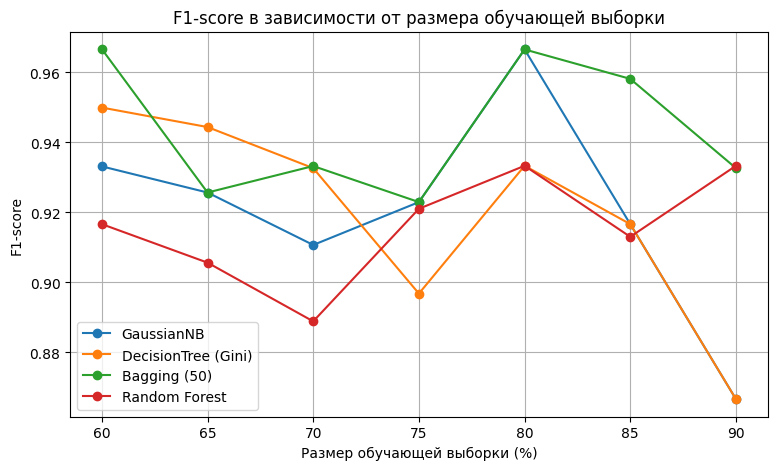 F1-score в зависимости от размера обучающей выборки
F1-score
0.96
0.94
0.92
0.90
0.88
GaussianNB
DecisionTree (Gini)
Bagging (50)
Random Forest
60 65 70 75 80 85 90
Размер обучающей выборки (%)